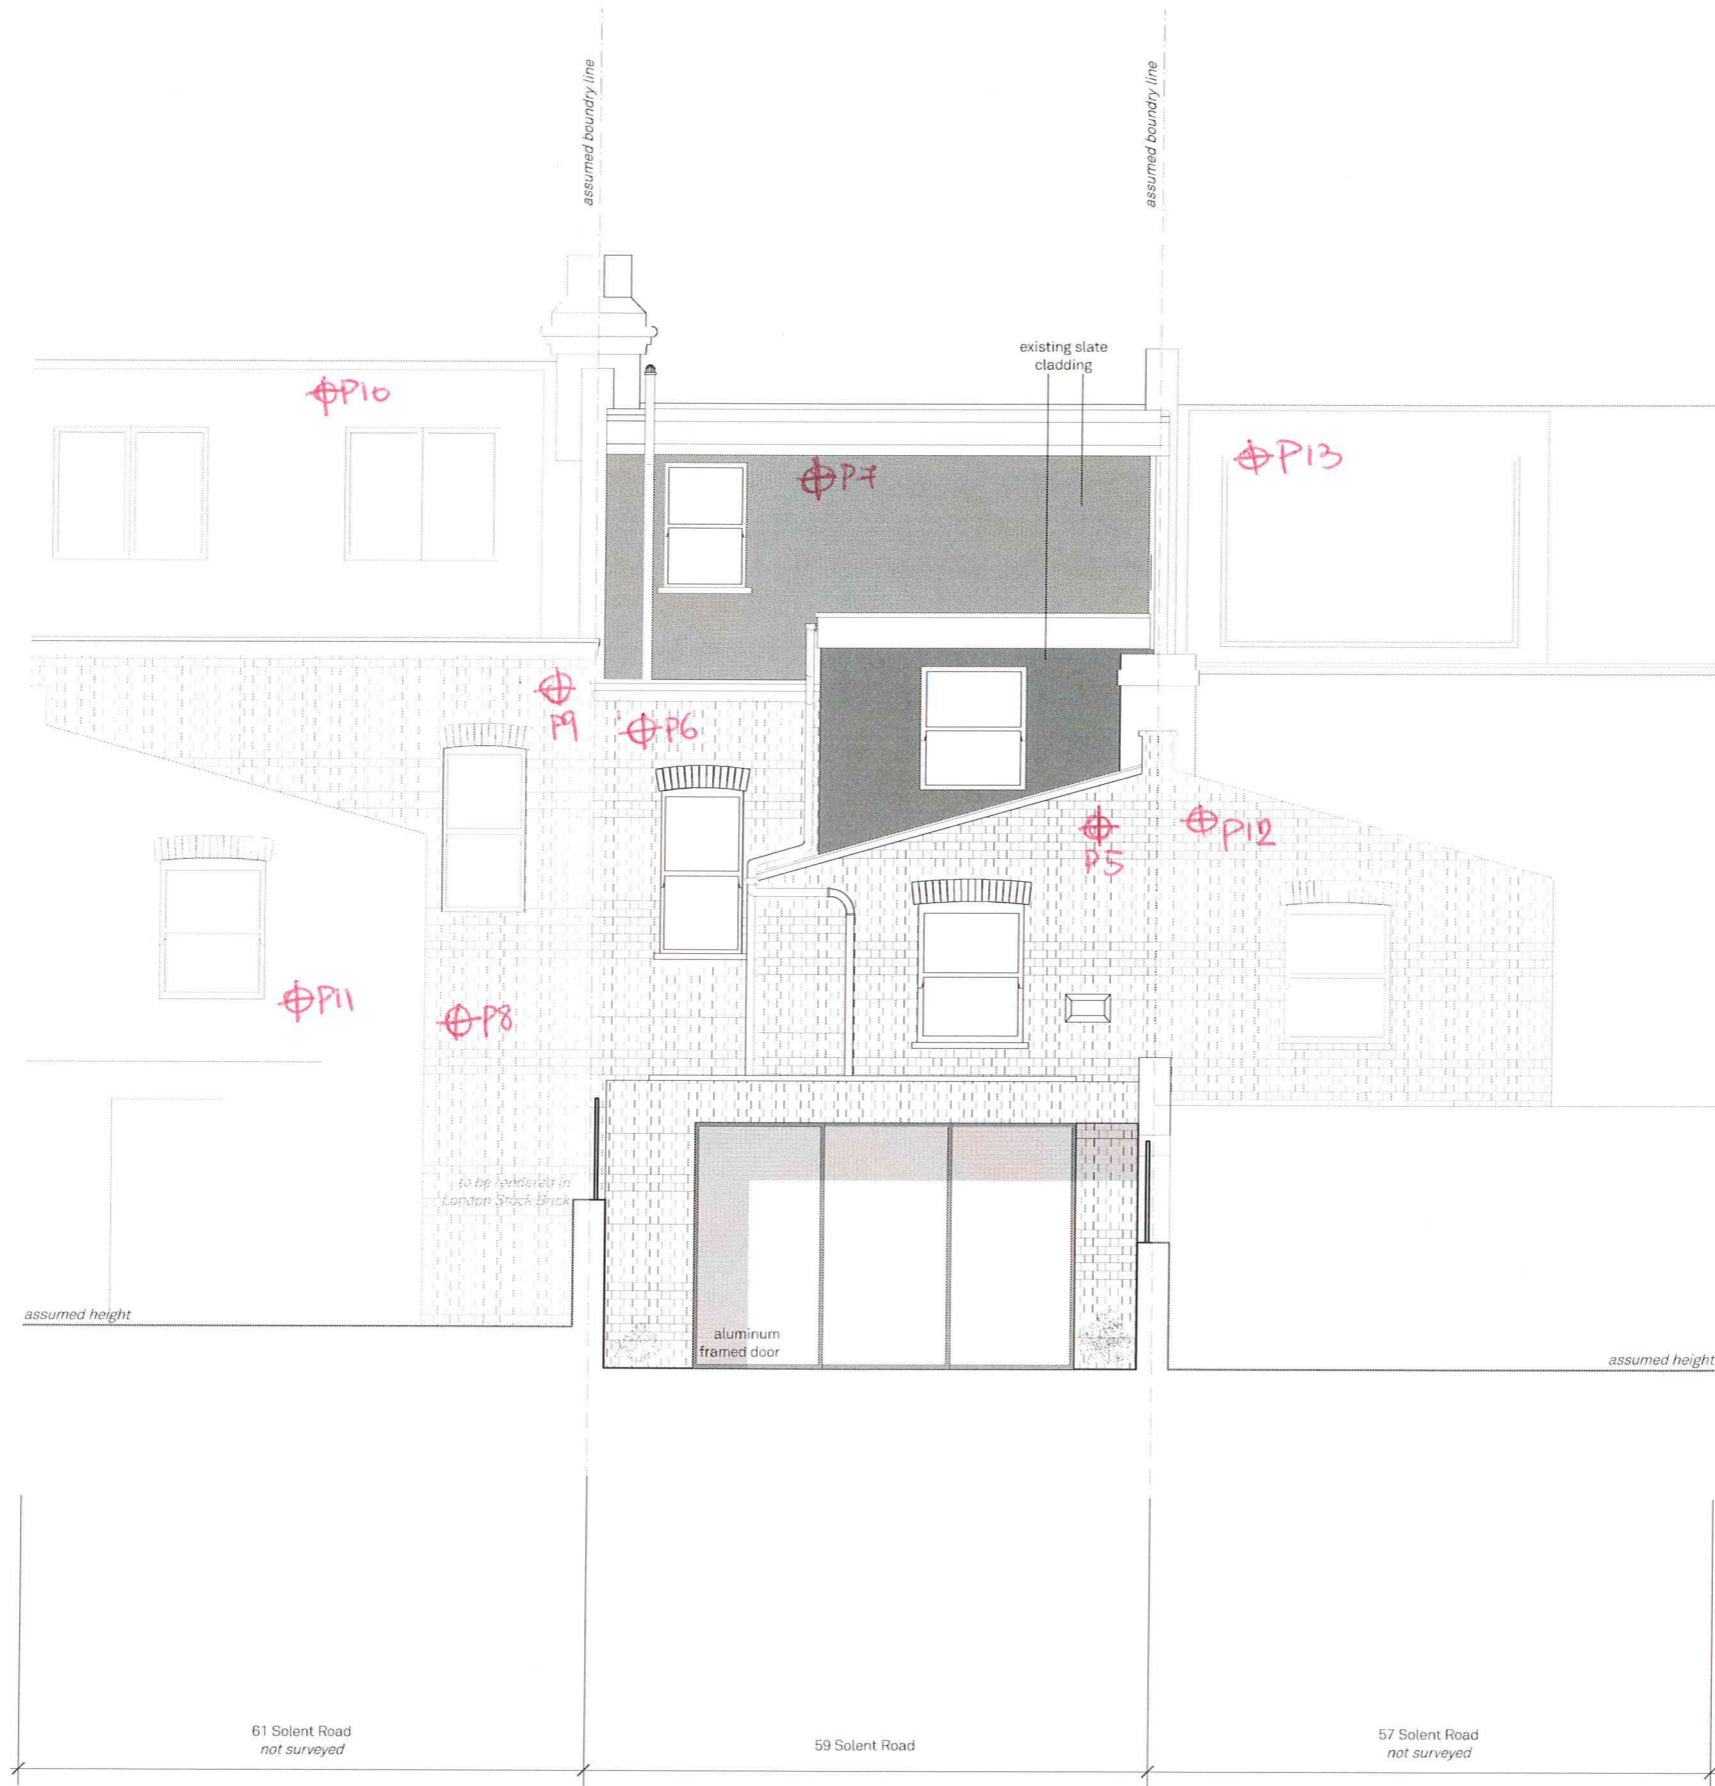 assumed boundry line
assumed boundry line
existing slate
cladding
P10
P7
P13
P9
P6
P5
P12
P11
P8
to be rendered in
London Stock Brick
aluminum
framed door
assumed height
assumed height
61 Solent Road
not surveyed
59 Solent Road
57 Solent Road
not surveyed